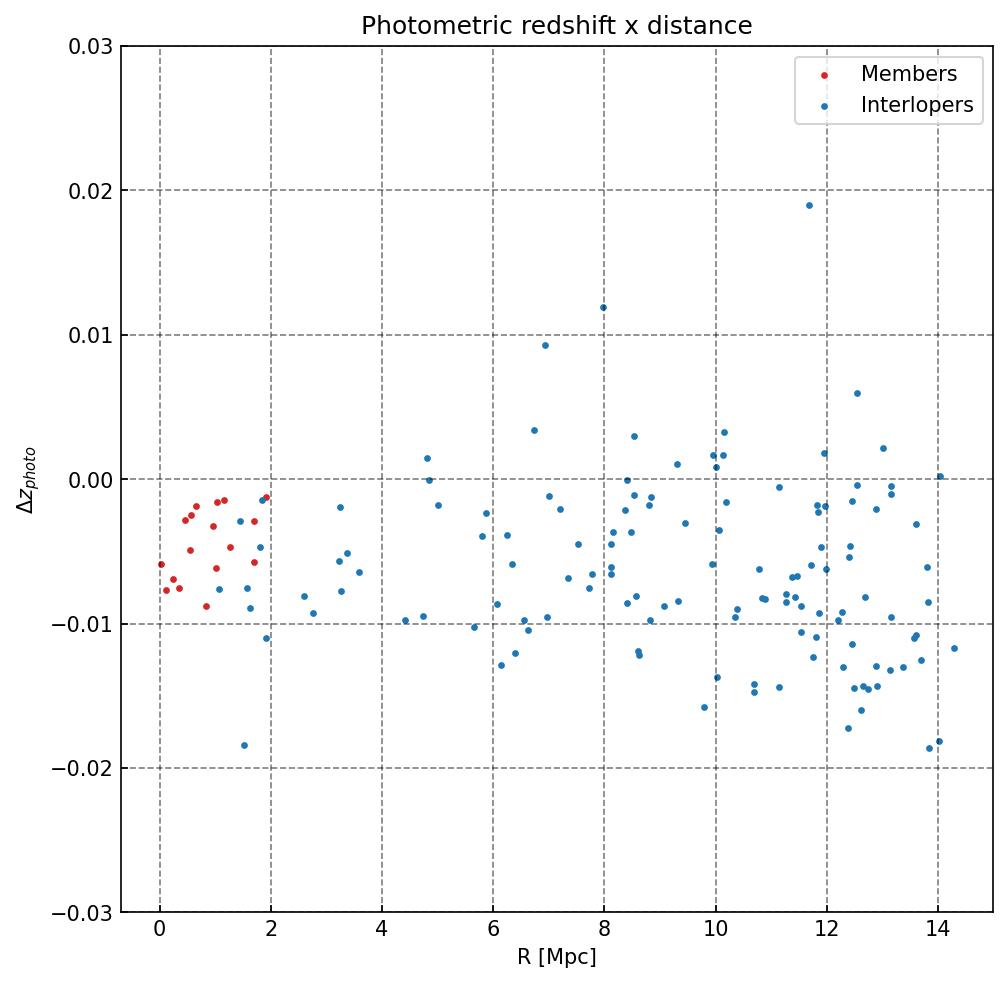 Photometric redshift x distance
0.03
0.02
0.01
0.00
−0.01
−0.02
−0.03
Δz_photo
Members
Interlopers
0 2 4 6 8 10 12 14
R [Mpc]